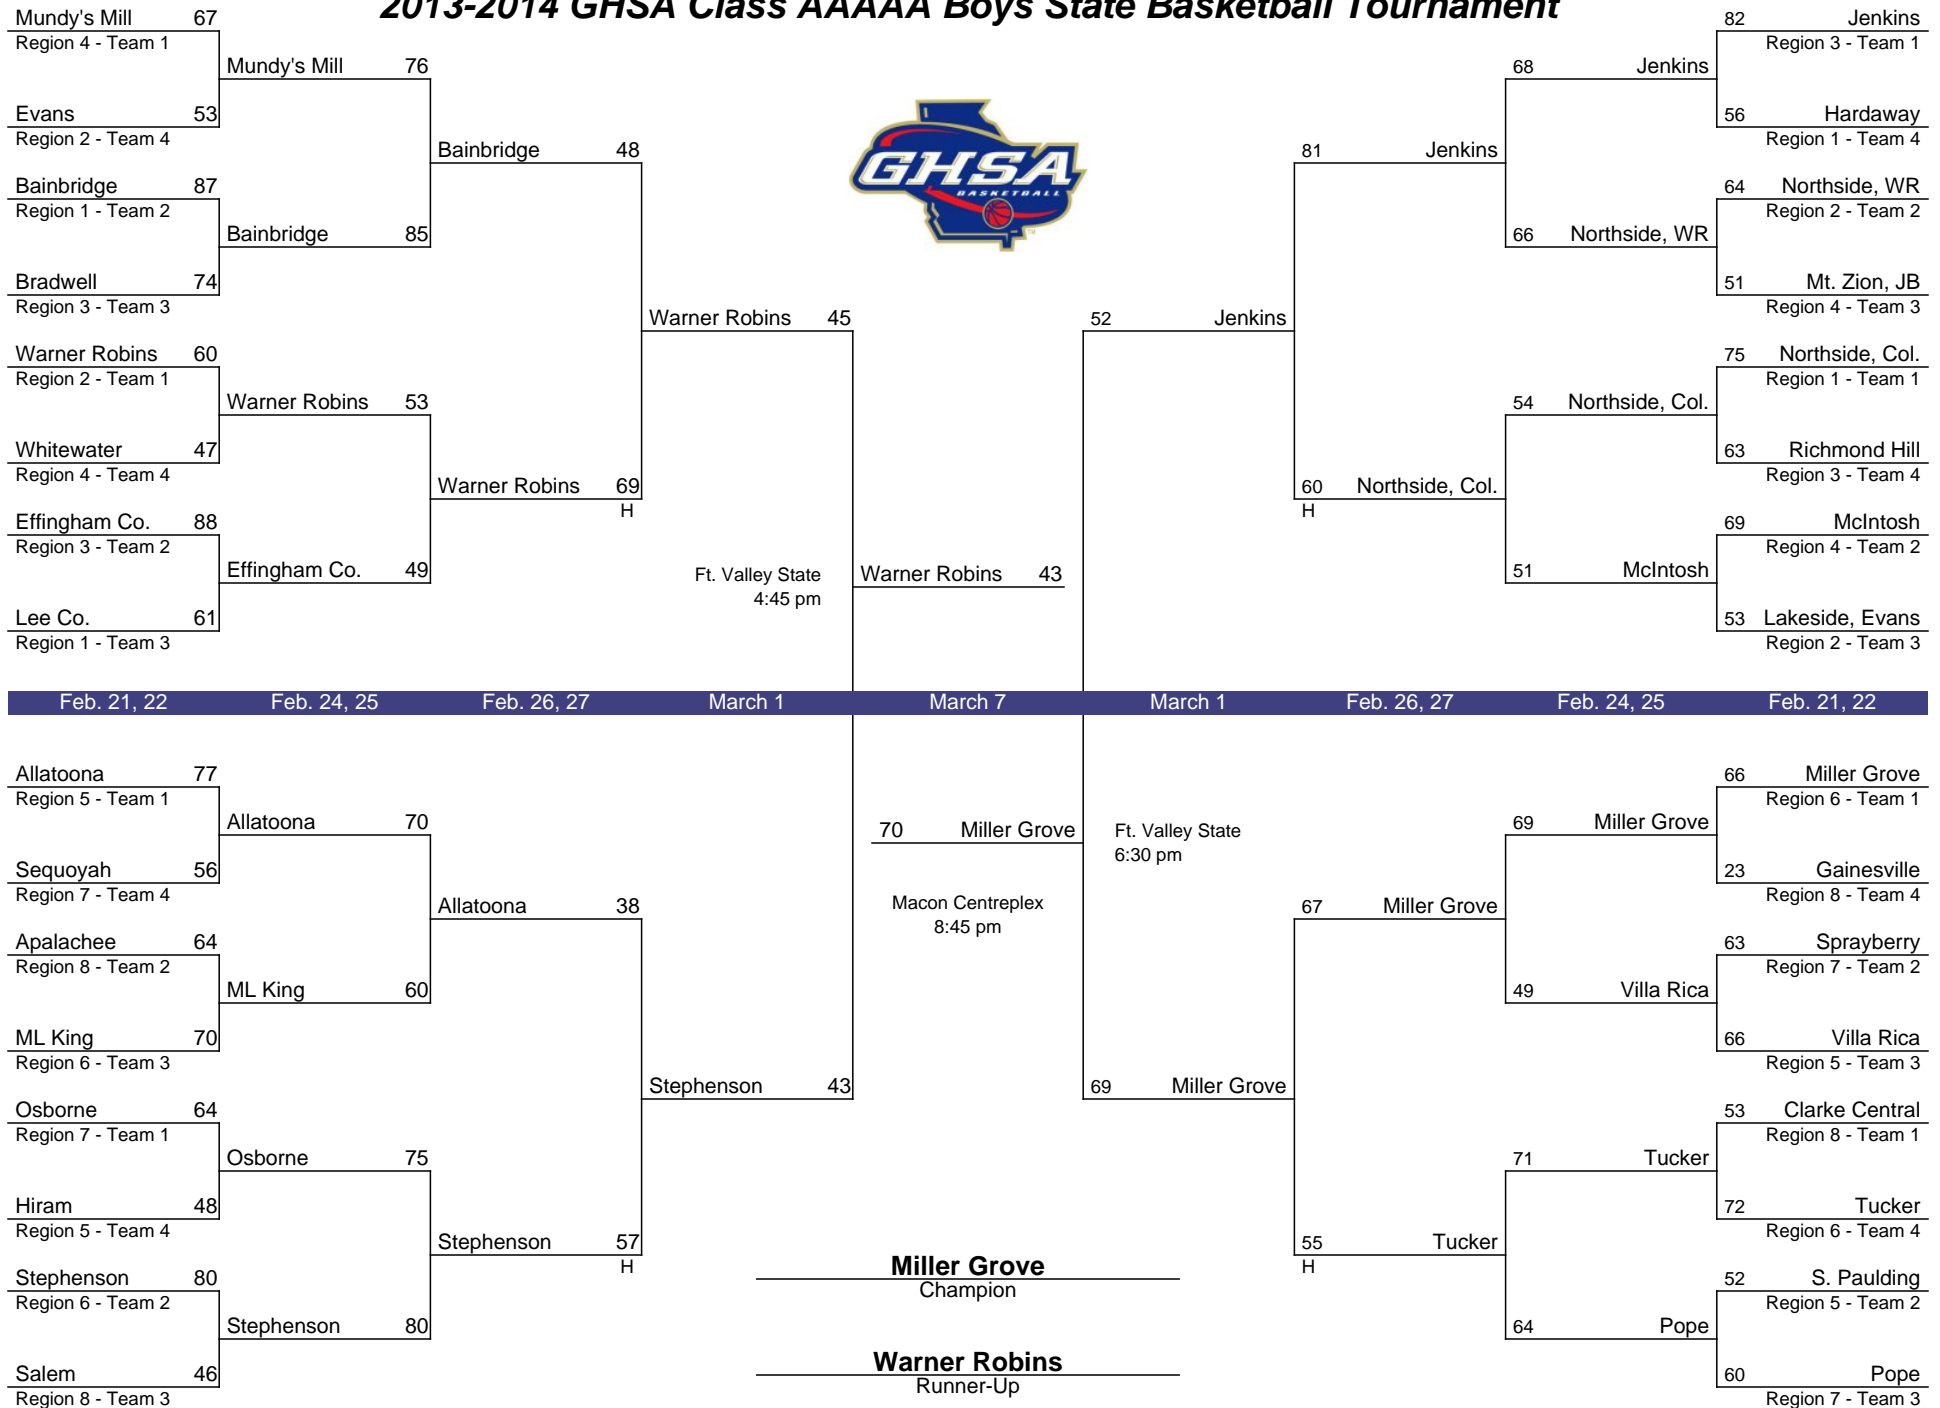 2013-2014 GHSA Class AAAAA Boys State Basketball Tournament
Mundy's Mill 67
Region 4 - Team 1
Evans 53
Region 2 - Team 4
Bainbridge 87
Region 1 - Team 2
Bradwell 74
Region 3 - Team 3
Warner Robins 60
Region 2 - Team 1
Whitewater 47
Region 4 - Team 4
Effingham Co. 88
Region 3 - Team 2
Lee Co. 61
Region 1 - Team 3
Mundy's Mill 76
Bainbridge 85
Warner Robins 53
Effingham Co. 49
Bainbridge 48
Warner Robins 69
H
Warner Robins 45
Ft. Valley State
4:45 pm
Warner Robins 43
GHSA
BASKETBALL
TM
52 Jenkins
81 Jenkins
60 Northside, Col.
H
68 Jenkins
66 Northside, WR
54 Northside, Col.
51 McIntosh
82 Jenkins
Region 3 - Team 1
56 Hardaway
Region 1 - Team 4
64 Northside, WR
Region 2 - Team 2
51 Mt. Zion, JB
Region 4 - Team 3
75 Northside, Col.
Region 1 - Team 1
63 Richmond Hill
Region 3 - Team 4
69 McIntosh
Region 4 - Team 2
53 Lakeside, Evans
Region 2 - Team 3
Feb. 21, 22 Feb. 24, 25 Feb. 26, 27 March 1 March 7 March 1 Feb. 26, 27 Feb. 24, 25 Feb. 21, 22
Allatoona 77
Region 5 - Team 1
Sequoyah 56
Region 7 - Team 4
Apalachee 64
Region 8 - Team 2
ML King 70
Region 6 - Team 3
Osborne 64
Region 7 - Team 1
Hiram 48
Region 5 - Team 4
Stephenson 80
Region 6 - Team 2
Salem 46
Region 8 - Team 3
Allatoona 70
ML King 60
Osborne 75
Stephenson 80
Allatoona 38
Stephenson 57
H
Stephenson 43
70 Miller Grove
Macon Centreplex
8:45 pm
Ft. Valley State
6:30 pm
69 Miller Grove
67 Miller Grove
55 Tucker
H
69 Miller Grove
49 Villa Rica
71 Tucker
64 Pope
66 Miller Grove
Region 6 - Team 1
23 Gainesville
Region 8 - Team 4
63 Sprayberry
Region 7 - Team 2
66 Villa Rica
Region 5 - Team 3
53 Clarke Central
Region 8 - Team 1
72 Tucker
Region 6 - Team 4
52 S. Paulding
Region 5 - Team 2
60 Pope
Region 7 - Team 3
Miller Grove
Champion
Warner Robins
Runner-Up